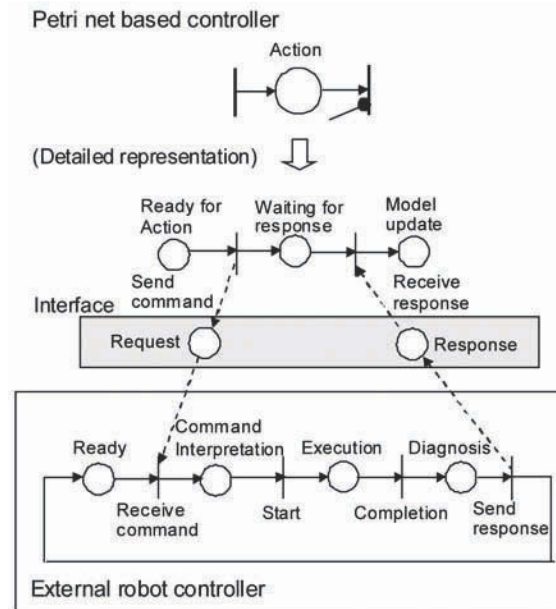 Petri net based controller
Action
(Detailed representation)
Ready for
Action
Waiting for
response
Model
update
Send
command
Receive
response
Interface
Request
Response
Ready
Command
Interpretation
Execution
Diagnosis
Receive
command
Start
Completion
Send
response
External robot controller